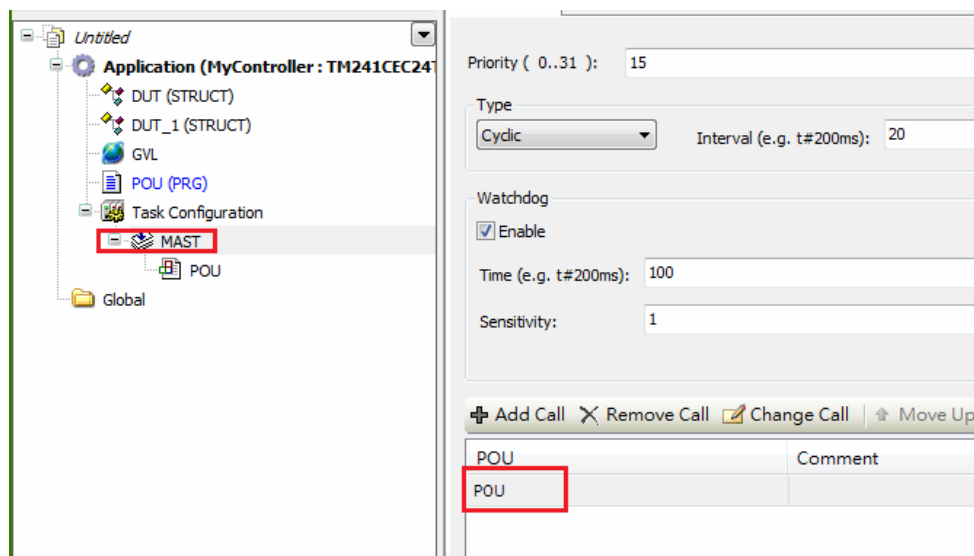 Untitled
Application (MyController : TM241CEC24T
DUT (STRUCT)
DUT_1 (STRUCT)
GVL
POU (PRG)
Task Configuration
MAST
POU
Global
Priority ( 0..31 ): 15
Type
Cyclic Interval (e.g. t#200ms): 20
Watchdog
Enable
Time (e.g. t#200ms): 100
Sensitivity: 1
Add Call Remove Call Change Call Move Up
POU Comment
POU